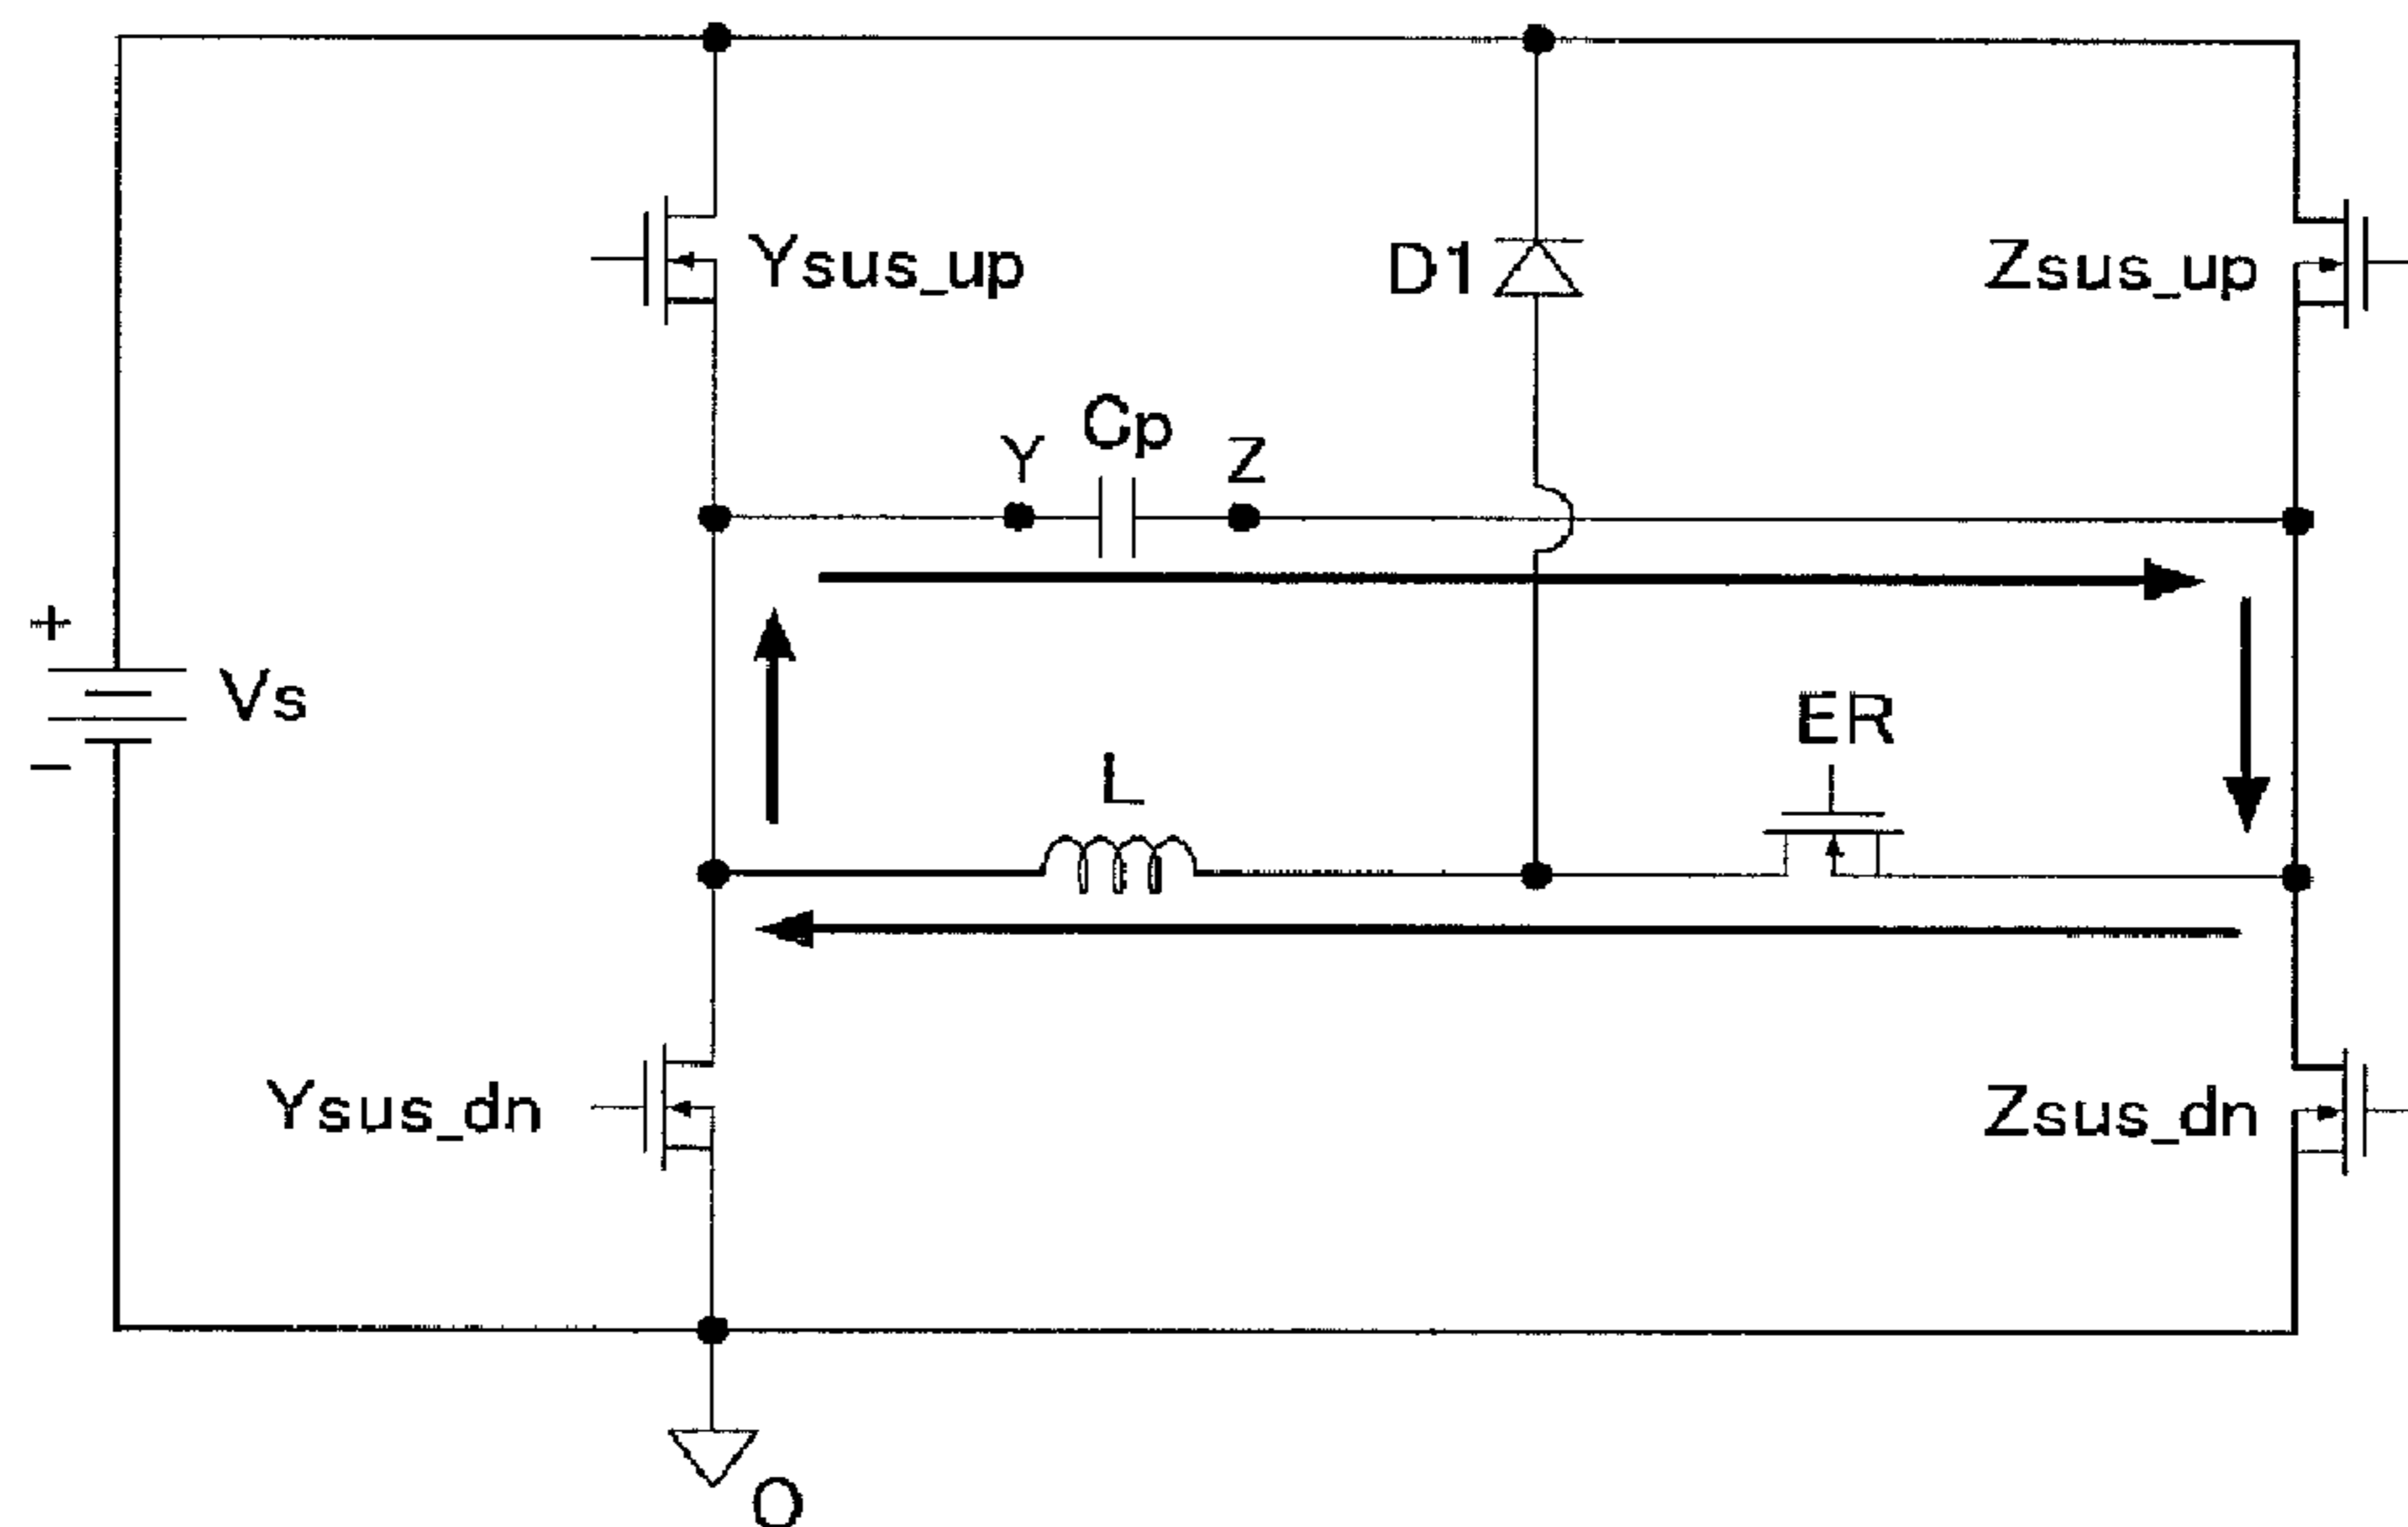 Ysus_up
D1
Zsus_up
Cp
Y
Z
+
Vs
−
ER
L
Ysus_dn
Zsus_dn
O